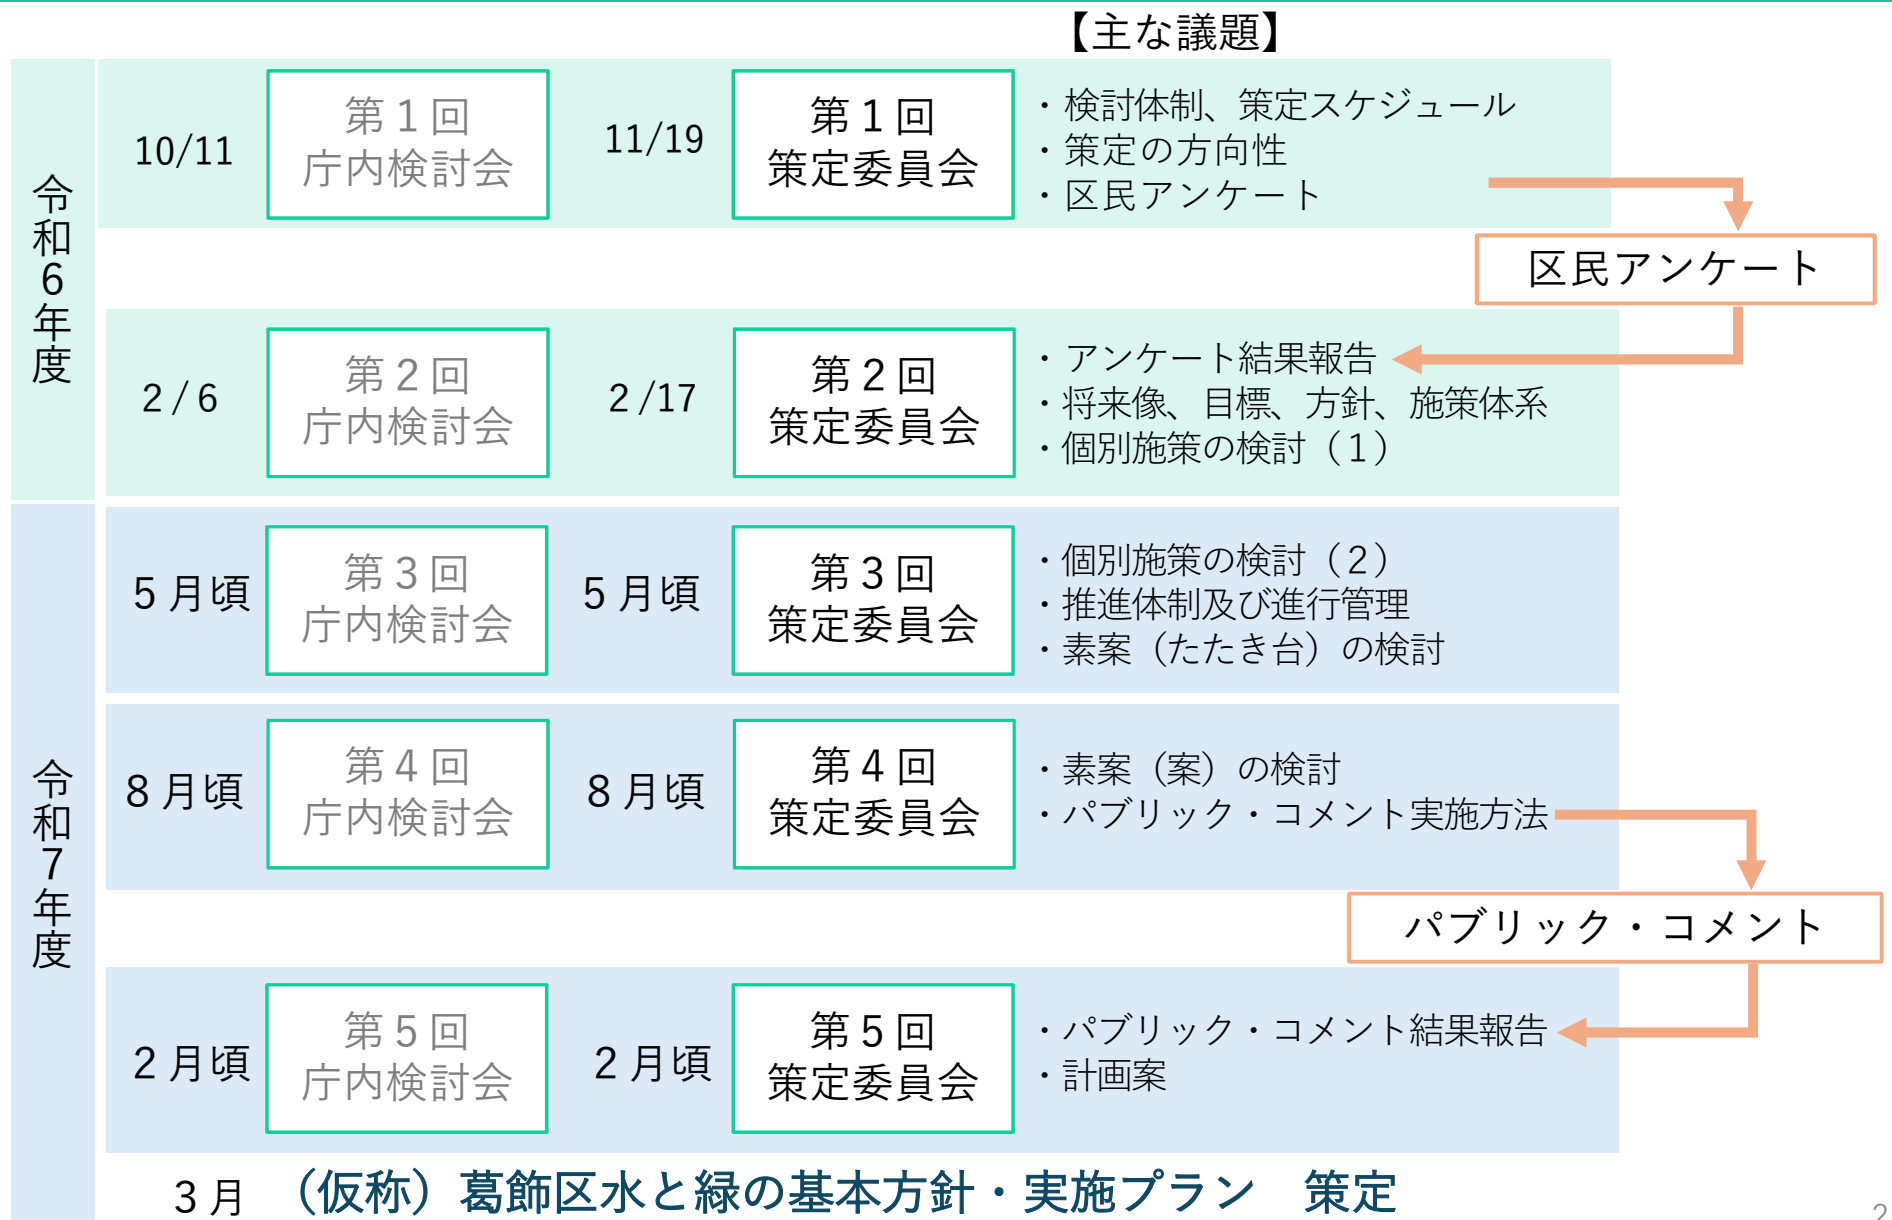 【主な議題】
令和6年度
10/11
第1回
庁内検討会
11/19
第1回
策定委員会
・検討体制、策定スケジュール
・策定の方向性
・区民アンケート
区民アンケート
2/6
第2回
庁内検討会
2/17
第2回
策定委員会
・アンケート結果報告
・将来像、目標、方針、施策体系
・個別施策の検討（1）
令和7年度
5月頃
第3回
庁内検討会
5月頃
第3回
策定委員会
・個別施策の検討（2）
・推進体制及び進行管理
・素案（たたき台）の検討
8月頃
第4回
庁内検討会
8月頃
第4回
策定委員会
・素案（案）の検討
・パブリック・コメント実施方法
パブリック・コメント
2月頃
第5回
庁内検討会
2月頃
第5回
策定委員会
・パブリック・コメント結果報告
・計画案
3月 （仮称）葛飾区水と緑の基本方針・実施プラン　策定
2